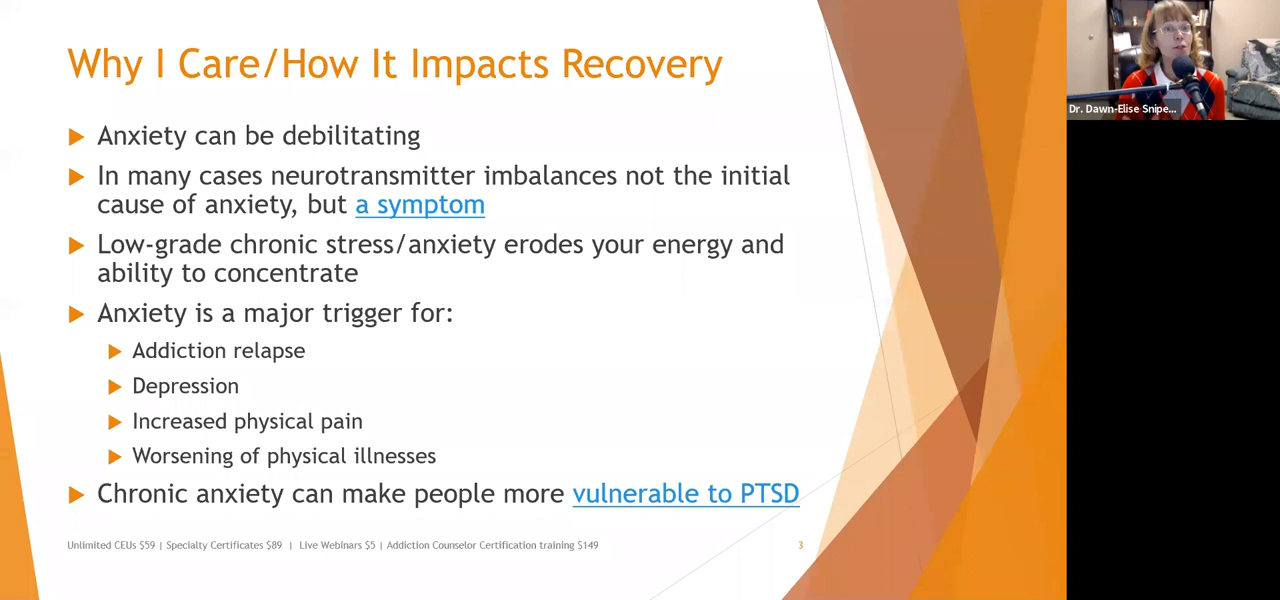 Why I Care/How It Impacts Recovery
Anxiety can be debilitating
In many cases neurotransmitter imbalances not the initial
cause of anxiety, but a symptom
Low-grade chronic stress/anxiety erodes your energy and
ability to concentrate
Anxiety is a major trigger for:
Addiction relapse
Depression
Increased physical pain
Worsening of physical illnesses
Chronic anxiety can make people more vulnerable to PTSD
Unlimited CEUs $59 | Specialty Certificates $89 | Live Webinars $5 | Addiction Counselor Certification training $149
3
Dr. Dawn-Elise Snipe...